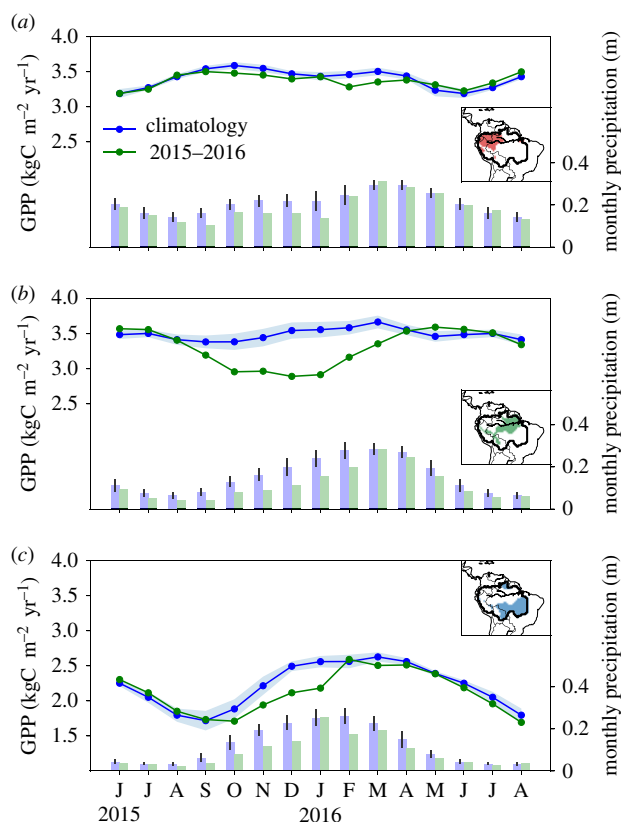 (a)
4.0
3.5
3.0
2.5
GPP (kgC m−2 yr−1)
climatology
2015–2016
0.4
0.2
0
monthly precipitation (m)
(b)
4.0
3.5
3.0
2.5
GPP (kgC m−2 yr−1)
0.4
0.2
0
monthly precipitation (m)
(c)
4.0
3.5
3.0
2.5
2.0
1.5
GPP (kgC m−2 yr−1)
0.4
0.2
0
monthly precipitation (m)
J J A S O N D J F M A M J J A
2015 2016